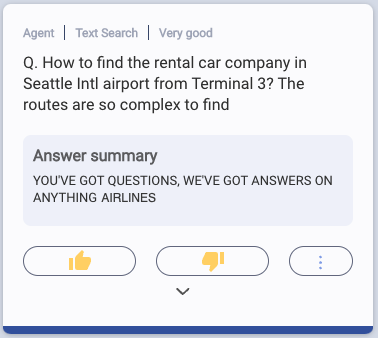 Agent | Text Search | Very good
Q. How to find the rental car company in
Seattle Intl airport from Terminal 3? The
routes are so complex to find
Answer summary
YOU'VE GOT QUESTIONS, WE'VE GOT ANSWERS ON
ANYTHING AIRLINES